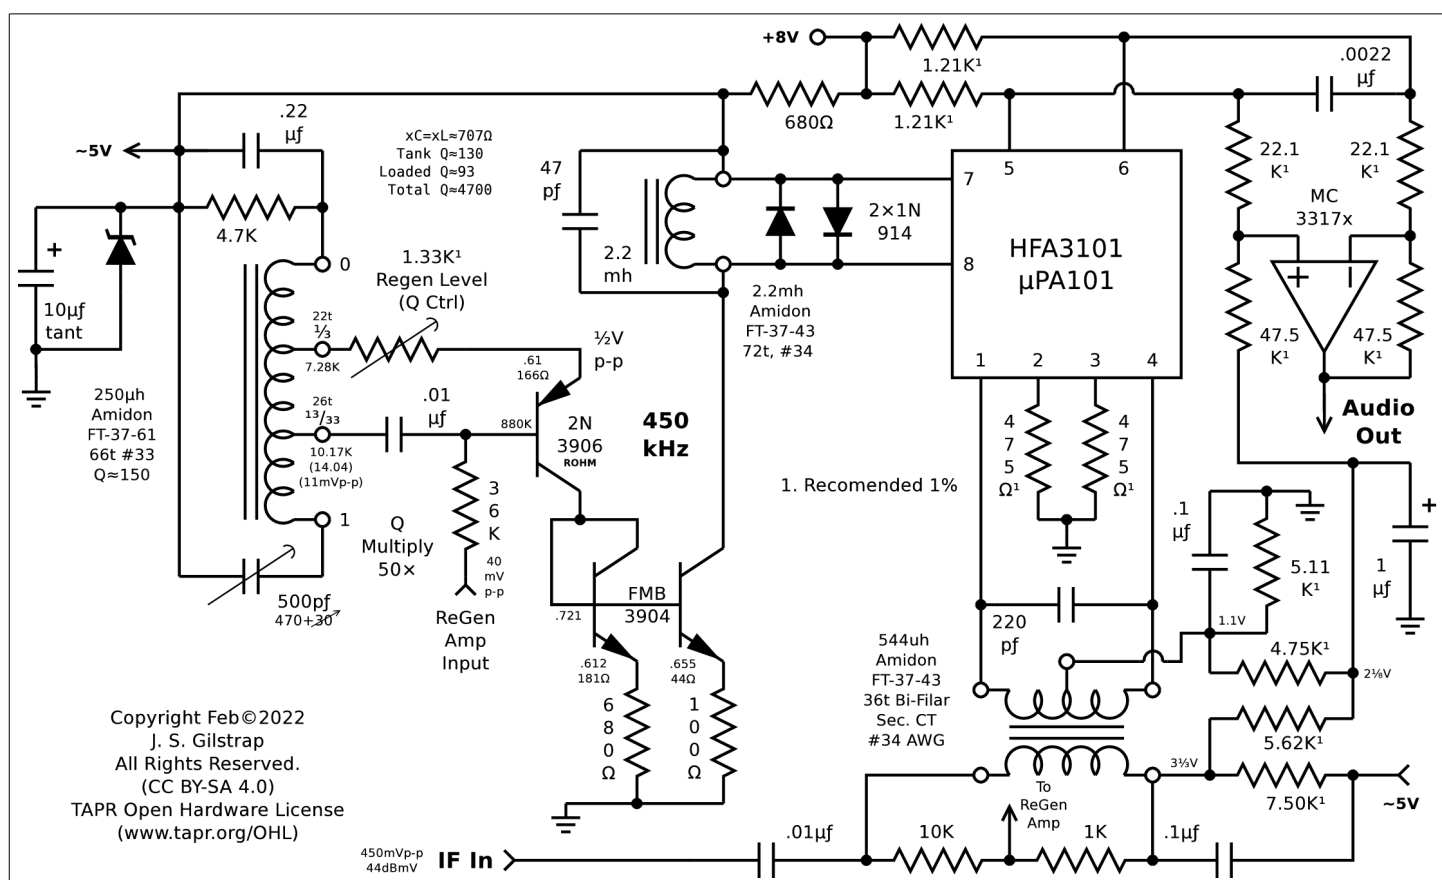 +8V
1.21K¹
.0022
µf
680Ω
1.21K¹
.22
µf
xC=xL≈707Ω
Tank Q≈130
Loaded Q≈93
Total Q≈4700
~5V
47
pf
22.1
K¹
22.1
K¹
5
6
7
8
MC
3317x
2×1N
914
HFA3101
µPA101
4.7K
+
10µf
tant
0
1.33K¹
Regen Level
(Q Ctrl)
2.2
mh
2.2mh
Amidon
FT-37-43
72t, #34
+
−
47.5
K¹
47.5
K¹
22t
⅓
7.28K
½V
p-p
.61
166Ω
1
2
3
4
250µh
Amidon
FT-37-61
66t #33
Q≈150
26t
¹³/₃₃
10.17K
(14.04)
(11mVp-p)
.01
µf
880K
2N
3906
ROHM
450
kHz
4
7
5
Ω¹
4
7
5
Ω¹
Audio
Out
1. Recomended 1%
1
Q
Multiply
50×
3
6
K
40
mV
p-p
ReGen
Amp
Input
500pf
470+30
FMB
3904
.721
.612
181Ω
.655
44Ω
6
8
0
Ω
1
0
0
Ω
.1
µf
5.11
K¹
+
1
µf
220
pf
1.1V
4.75K¹
2⅛V
544uh
Amidon
FT-37-43
36t Bi-Filar
Sec. CT
#34 AWG
5.62K¹
3⅓V
7.50K¹
~5V
To
ReGen
Amp
Copyright Feb©2022
J. S. Gilstrap
All Rights Reserved.
(CC BY-SA 4.0)
TAPR Open Hardware License
(www.tapr.org/OHL)
450mVp-p
44dBmV
IF In
.01µf
10K
1K
.1µf